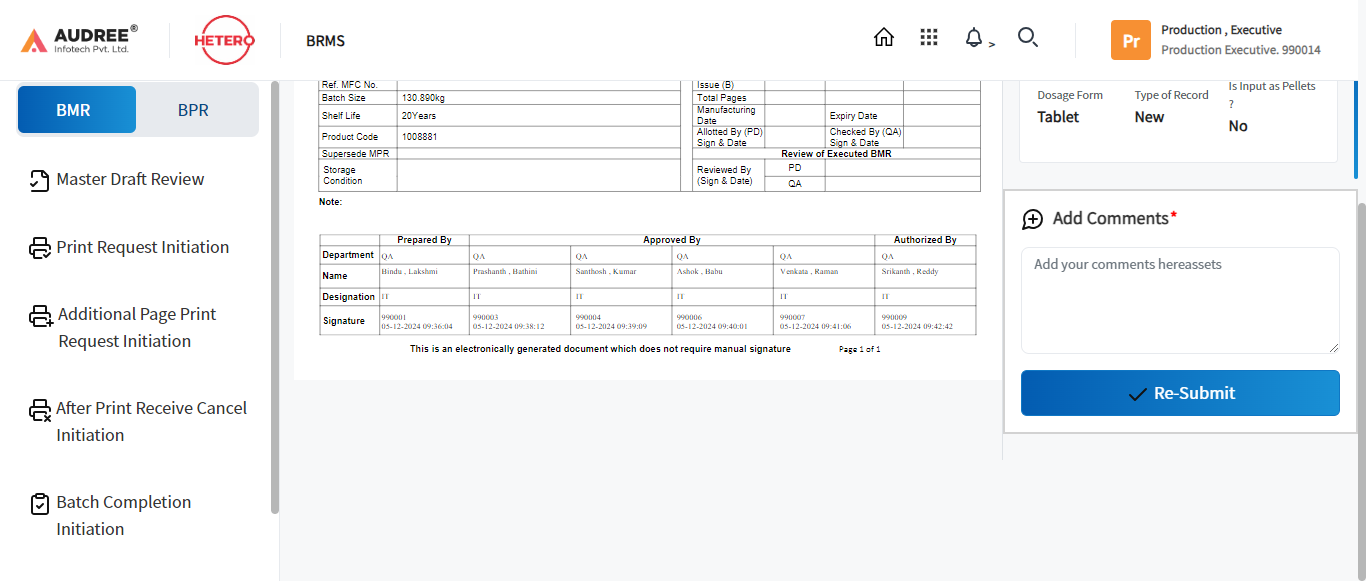 AUDREE®
Infotech Pvt. Ltd.
HETERO
BRMS
>
Pr
Production , Executive
Production Executive. 990014
BMR
BPR
Master Draft Review
Print Request Initiation
Additional Page Print
Request Initiation
After Print Receive Cancel
Initiation
Batch Completion
Initiation
Ref. MFC No.
Issue (B)
Batch Size 130.890kg
Total Pages
Shelf Life 20Years
Manufacturing
Date
Expiry Date
Product Code 1008881
Allotted By (PD)
Sign & Date
Checked By (QA)
Sign & Date
Supersede MPR
Review of Executed BMR
Storage
Condition
Reviewed By
(Sign & Date)
PD
QA
Note:
Prepared By Approved By Authorized By
Department QA QA QA QA QA QA
Name Bindu , Lakshmi Prashanth , Bathini Santhosh , Kumar Ashok , Babu Venkata , Raman Srikanth , Reddy
Designation IT IT IT IT IT IT
Signature 990001 990003 990004 990006 990007 990009
05-12-2024 09:36:04 05-12-2024 09:38:12 05-12-2024 09:39:09 05-12-2024 09:40:01 05-12-2024 09:41:06 05-12-2024 09:42:42
This is an electronically generated document which does not require manual signature Page 1 of 1
Dosage Form
Tablet
Type of Record
New
Is Input as Pellets
?
No
Add Comments*
Add your comments hereassets
Re-Submit